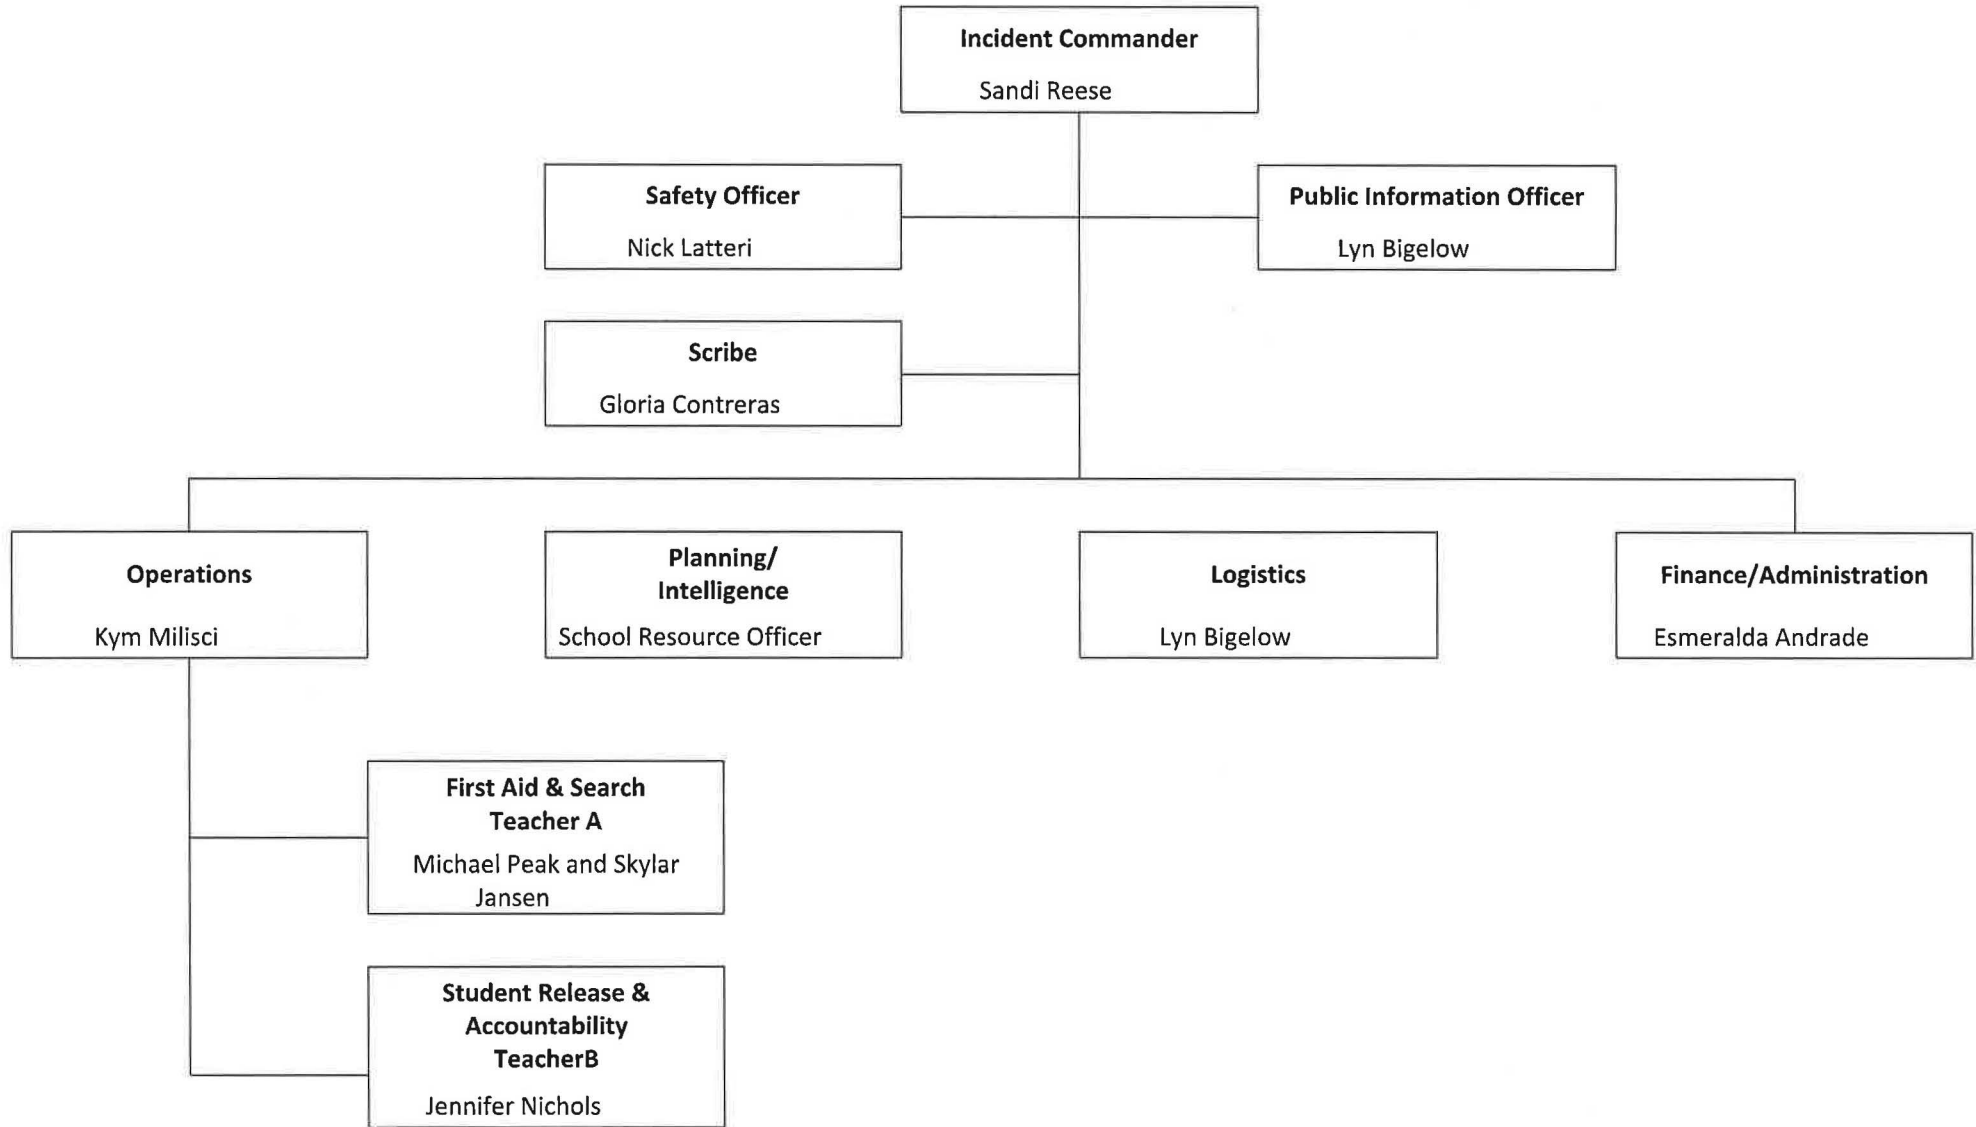 Incident Commander
Sandi Reese
Safety Officer
Nick Latteri
Public Information Officer
Lyn Bigelow
Scribe
Gloria Contreras
Operations
Kym Milisci
Planning/
Intelligence
School Resource Officer
Logistics
Lyn Bigelow
Finance/Administration
Esmeralda Andrade
First Aid & Search
Teacher A
Michael Peak and Skylar
Jansen
Student Release &
Accountability
TeacherB
Jennifer Nichols